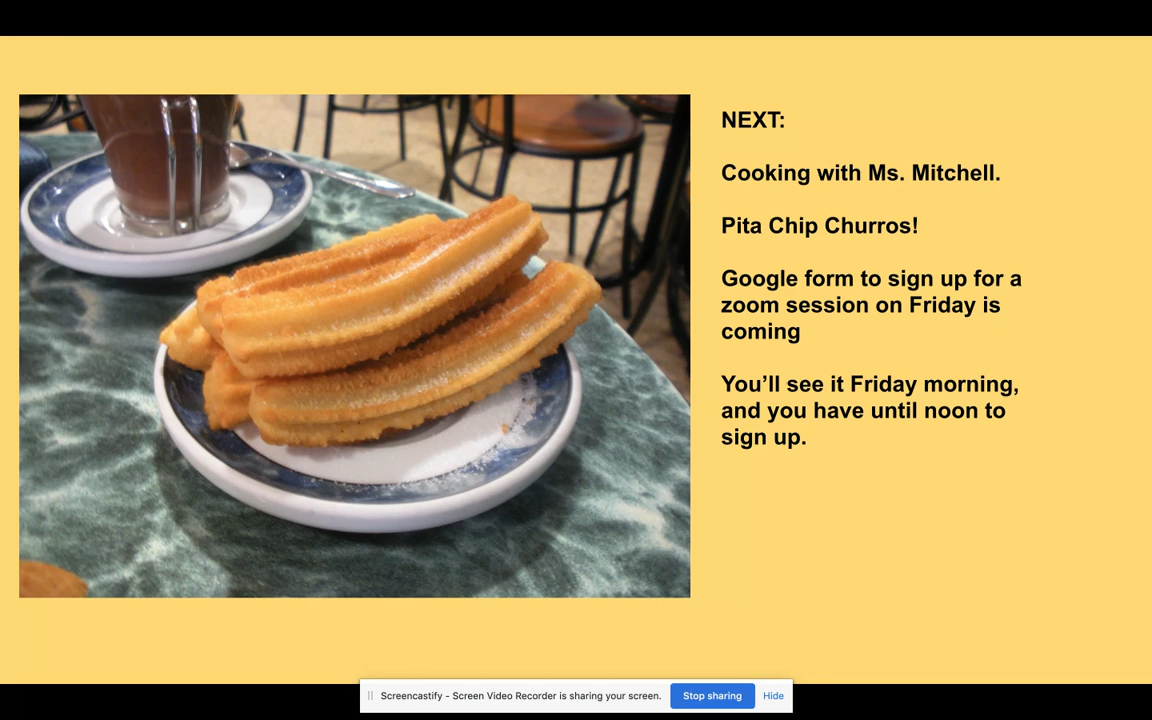 NEXT:
Cooking with Ms. Mitchell.
Pita Chip Churros!
Google form to sign up for a
zoom session on Friday is
coming
You’ll see it Friday morning,
and you have until noon to
sign up.
Screencastify - Screen Video Recorder is sharing your screen.
Stop sharing
Hide